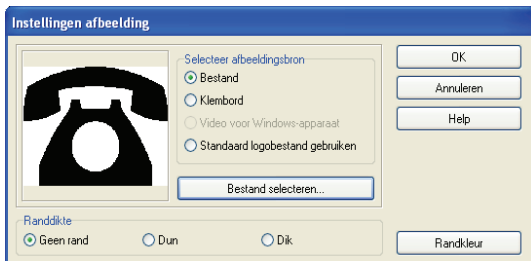 Instellingen afbeelding
Selecteer afbeeldingsbron
Bestand
Klembord
Video voor Windows-apparaat
Standaard logobestand gebruiken
Bestand selecteren...
OK
Annuleren
Help
Randdikte
Geen rand Dun Dik
Randkleur